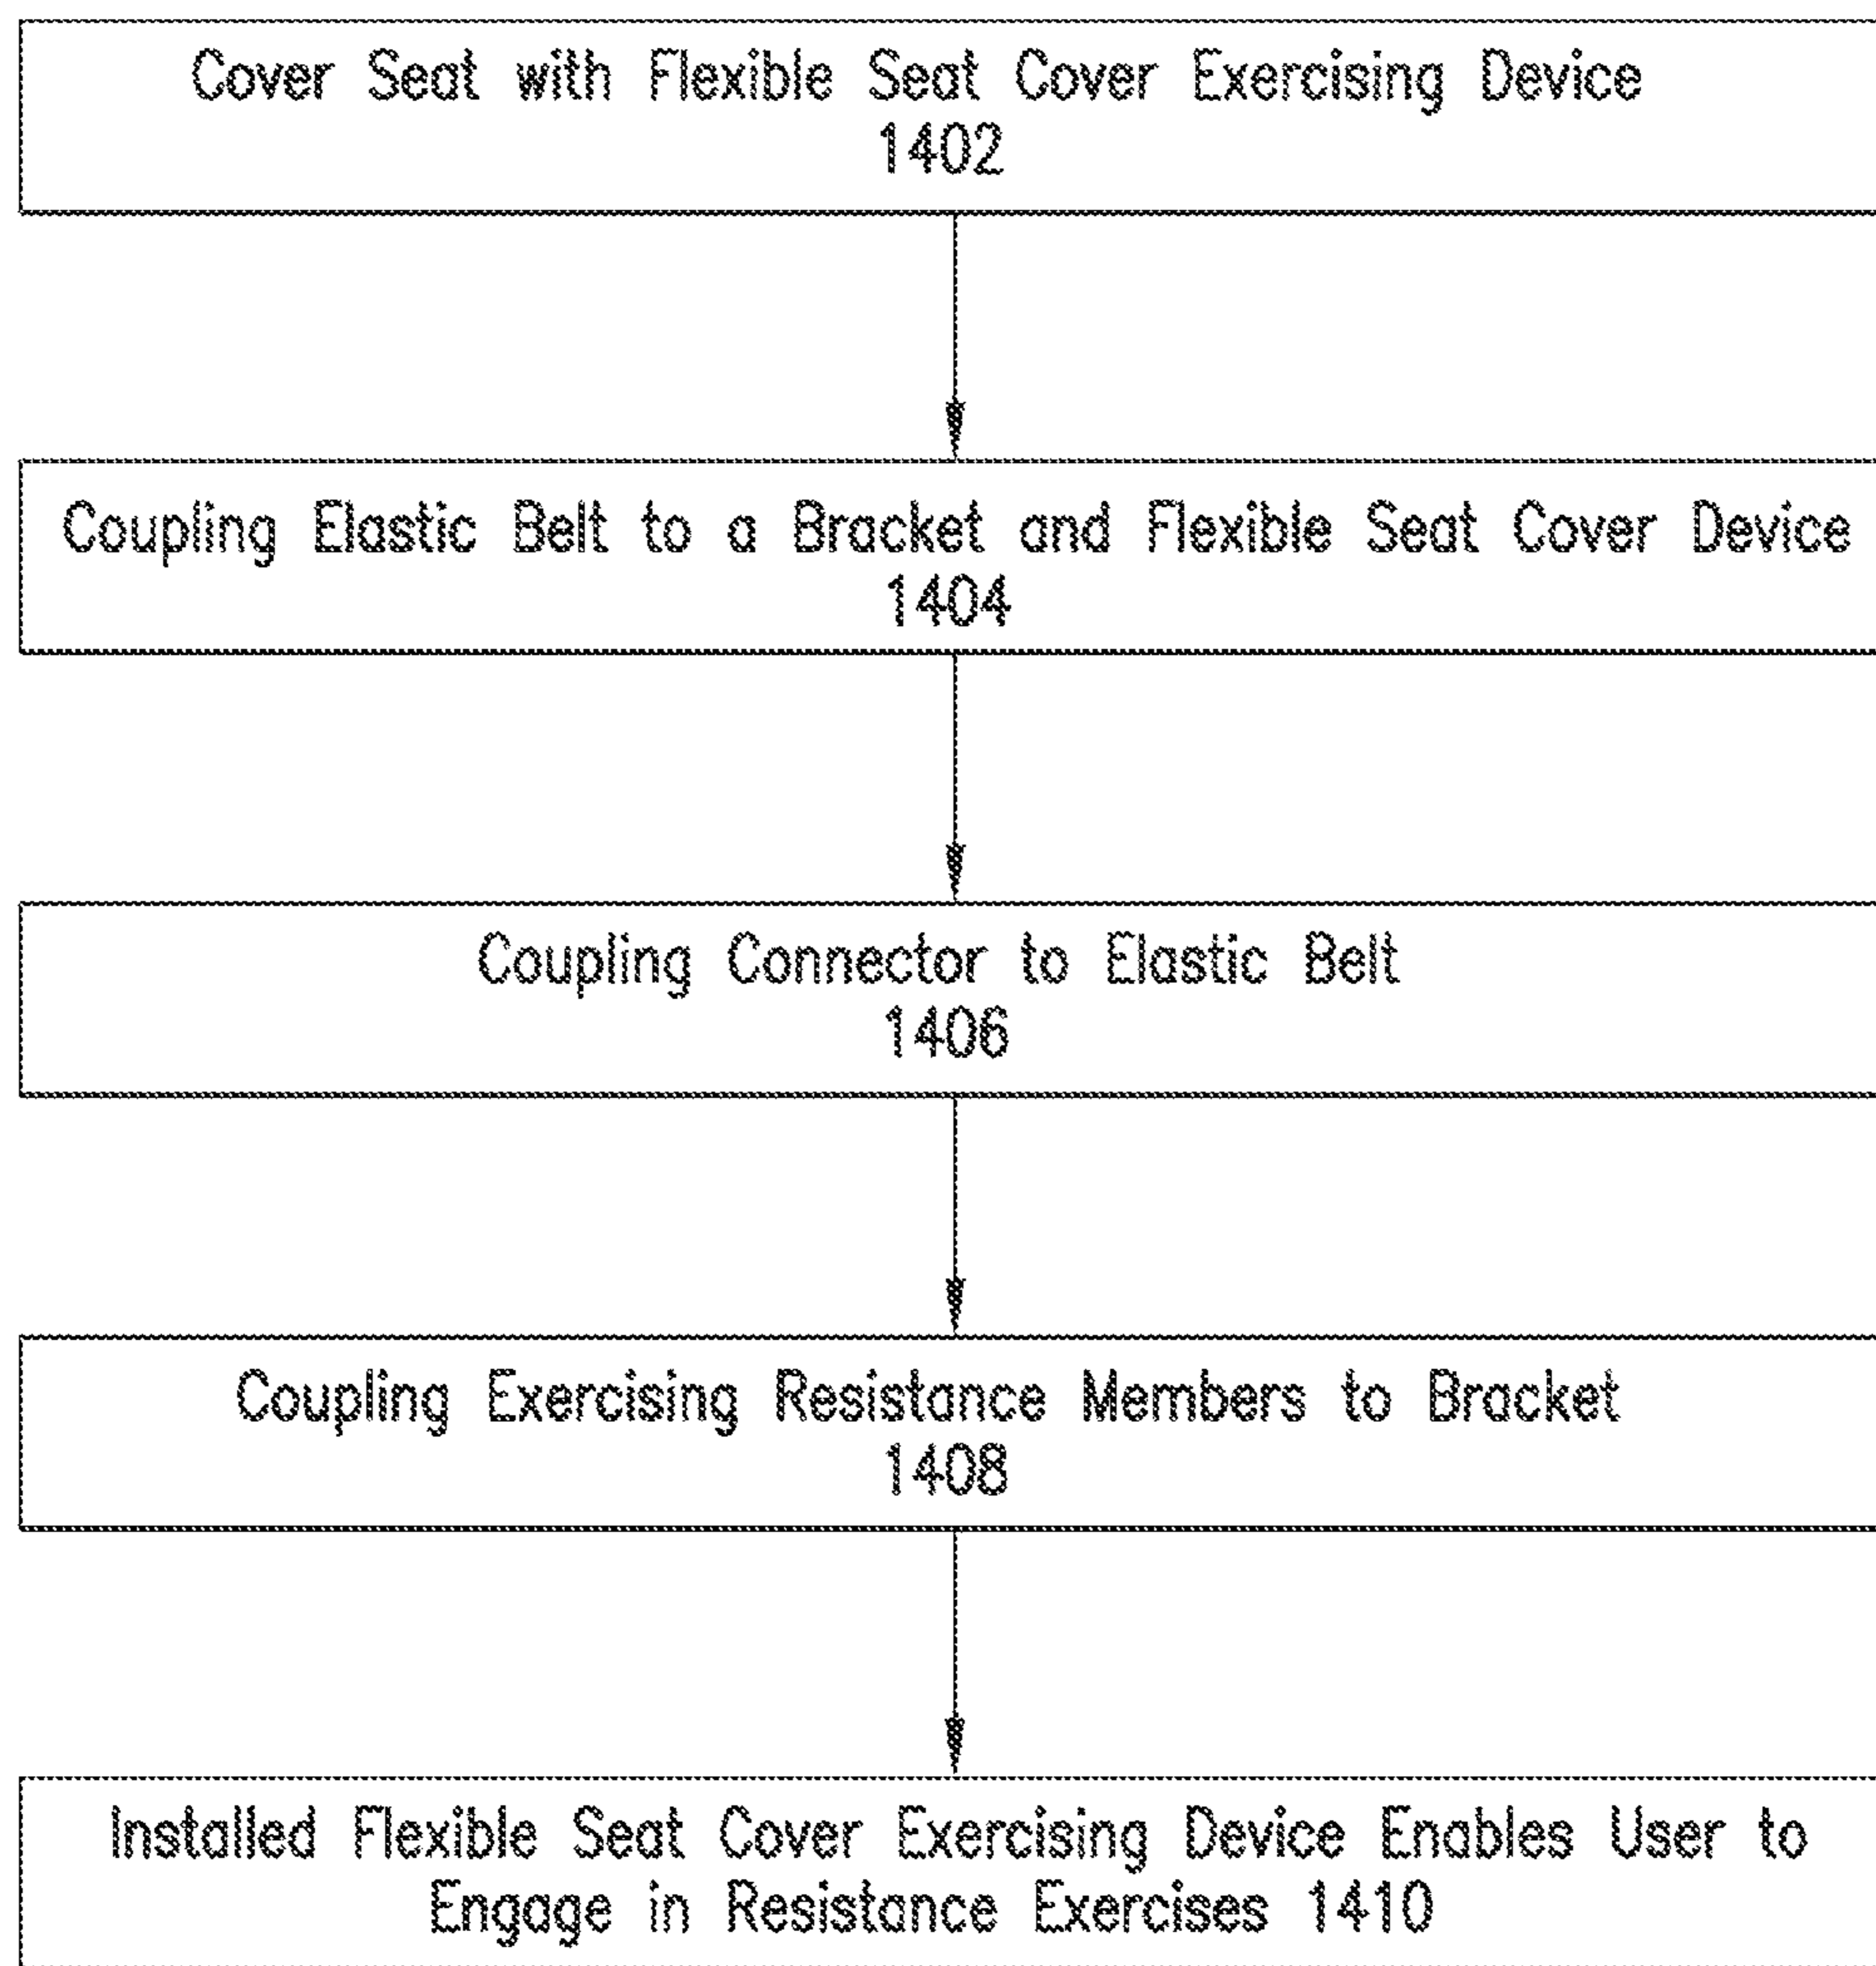 Cover Seat with Flexible Seat Cover Exercising Device
1402
Coupling Elastic Belt to a Bracket and Flexible Seat Cover Device
1404
Coupling Connector to Elastic Belt
1406
Coupling Exercising Resistance Members to Bracket
1408
Installed Flexible Seat Cover Exercising Device Enables User to
Engage in Resistance Exercises 1410